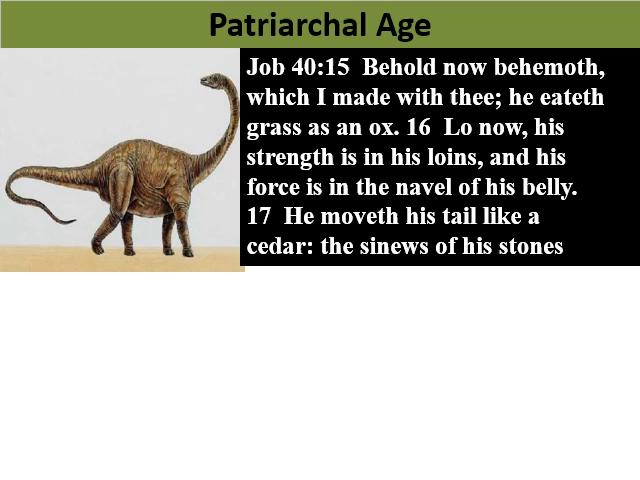 Patriarchal Age
Job 40:15  Behold now behemoth,
which I made with thee; he eateth
grass as an ox. 16  Lo now, his
strength is in his loins, and his
force is in the navel of his belly.
17  He moveth his tail like a
cedar: the sinews of his stones